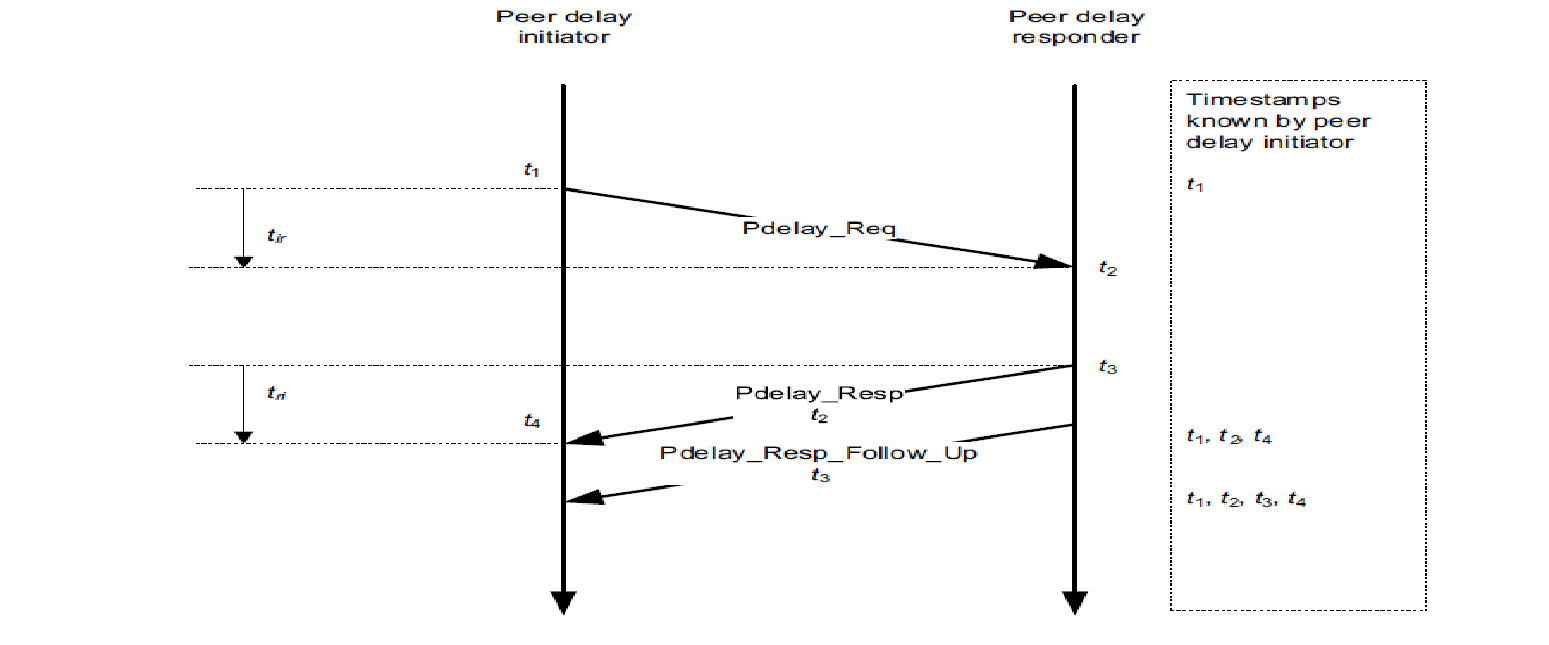 Peer delay
initiator
Peer delay
responder
Timestamps
known by peer
delay initiator
t1
t1
Pdelay_Req
tir
t2
t3
Pdelay_Resp
t2
tri
t4
t1, t2, t4
Pdelay_Resp_Follow_Up
t3
t1, t2, t3, t4